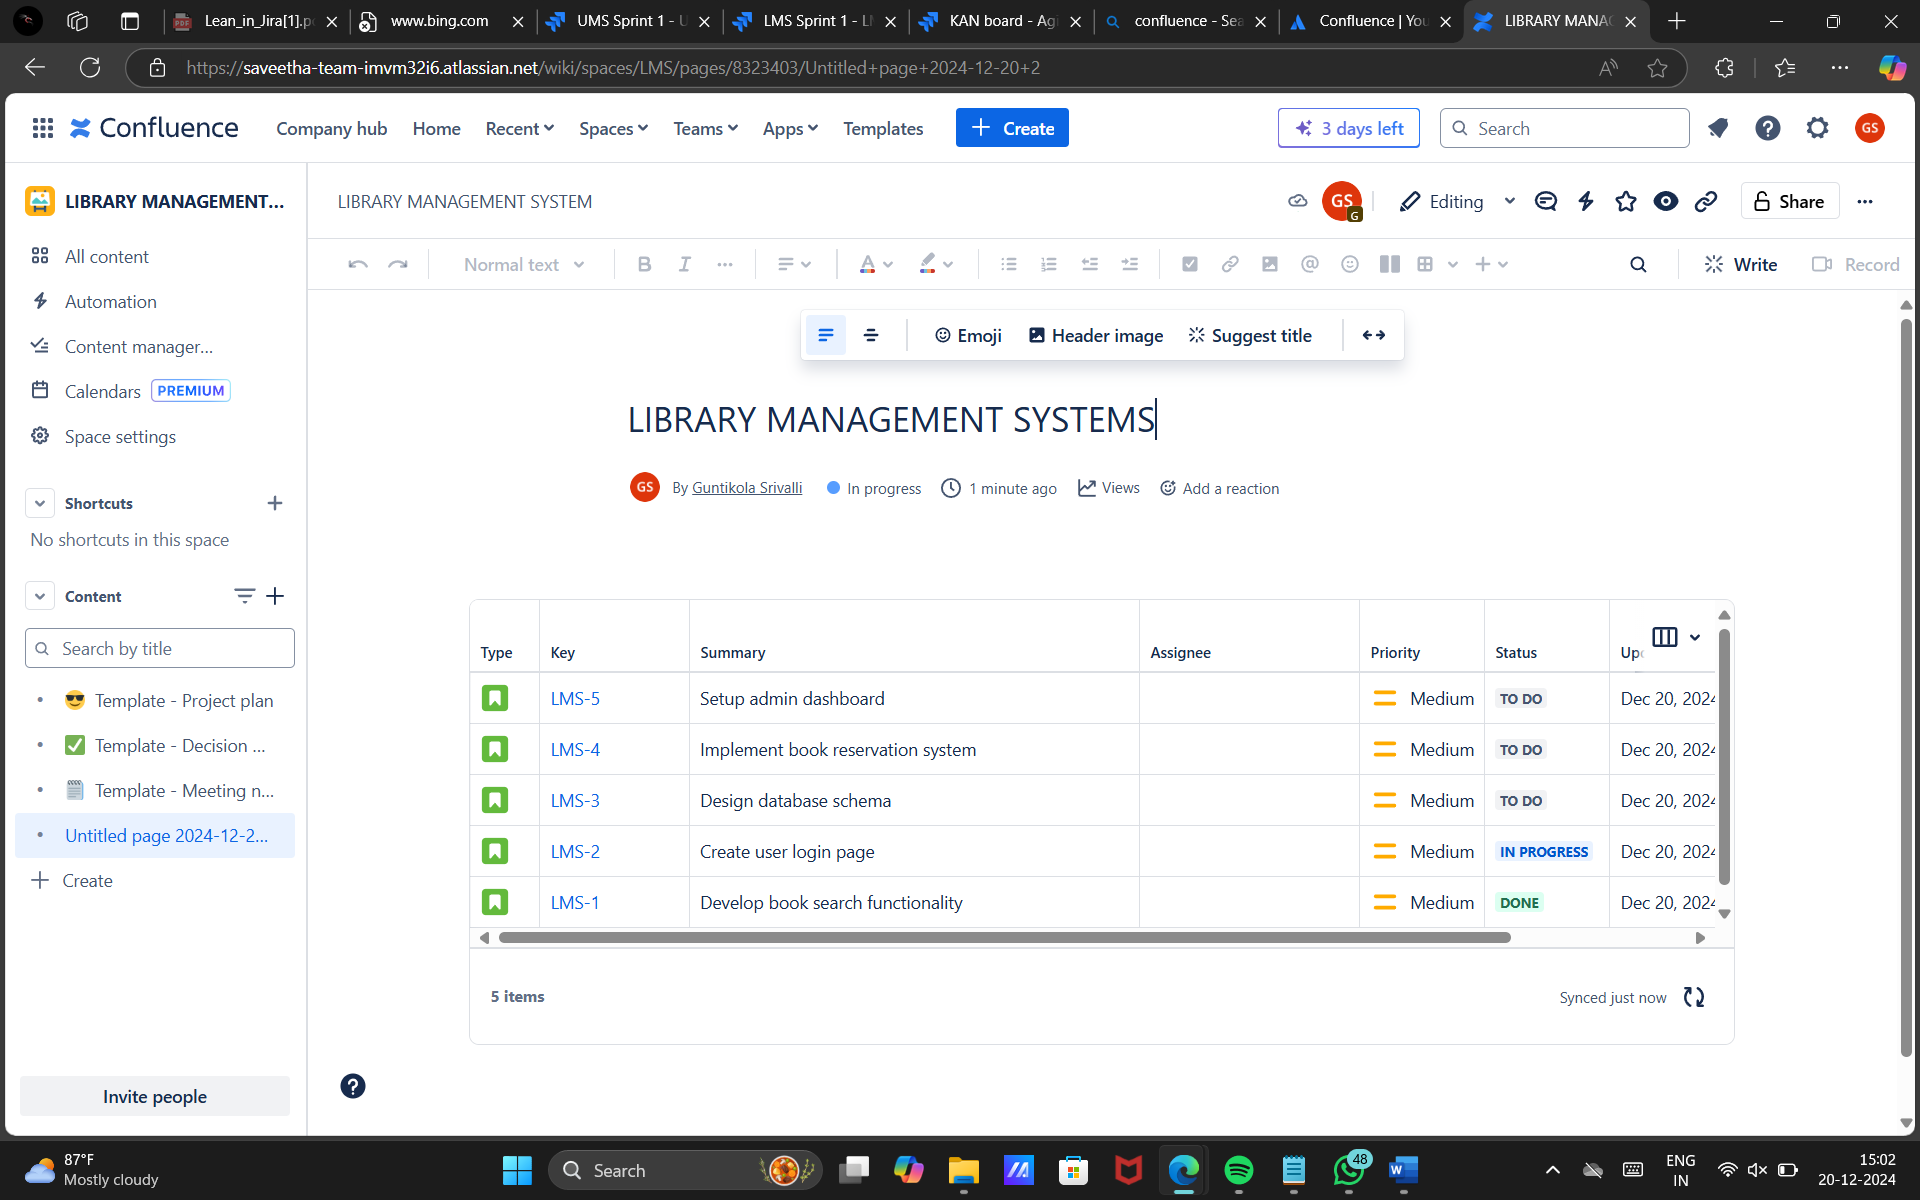 Lean_in_Jira[1].p
www.bing.com
UMS Sprint 1 - U
LMS Sprint 1 - LM
KAN board - Agi
confluence - Sea
Confluence | You
LIBRARY MANAG
https://saveetha-team-imvm32i6.atlassian.net/wiki/spaces/LMS/pages/8323403/Untitled+page+2024-12-20+2
Confluence
Company hub Home Recent Spaces Teams Apps Templates
+ Create
3 days left
Search
GS
LIBRARY MANAGEMENT...
All content
Automation
Content manager...
Calendars PREMIUM
Space settings
Shortcuts
No shortcuts in this space
Content
Search by title
Template - Project plan
Template - Decision ...
Template - Meeting n...
Untitled page 2024-12-2...
+ Create
Invite people
LIBRARY MANAGEMENT SYSTEM
GS
G
Editing
Share
Normal text
B I
A
Write
Record
Emoji Header image Suggest title
LIBRARY MANAGEMENT SYSTEMS
GS By Guntikola Srivalli In progress 1 minute ago Views Add a reaction
Type Key Summary Assignee Priority Status Up
LMS-5 Setup admin dashboard Medium TO DO Dec 20, 2024
LMS-4 Implement book reservation system Medium TO DO Dec 20, 2024
LMS-3 Design database schema Medium TO DO Dec 20, 2024
LMS-2 Create user login page Medium IN PROGRESS Dec 20, 2024
LMS-1 Develop book search functionality Medium DONE Dec 20, 2024
5 items
Synced just now
87°F
Mostly cloudy
Search
48
ENG
IN
15:02
20-12-2024